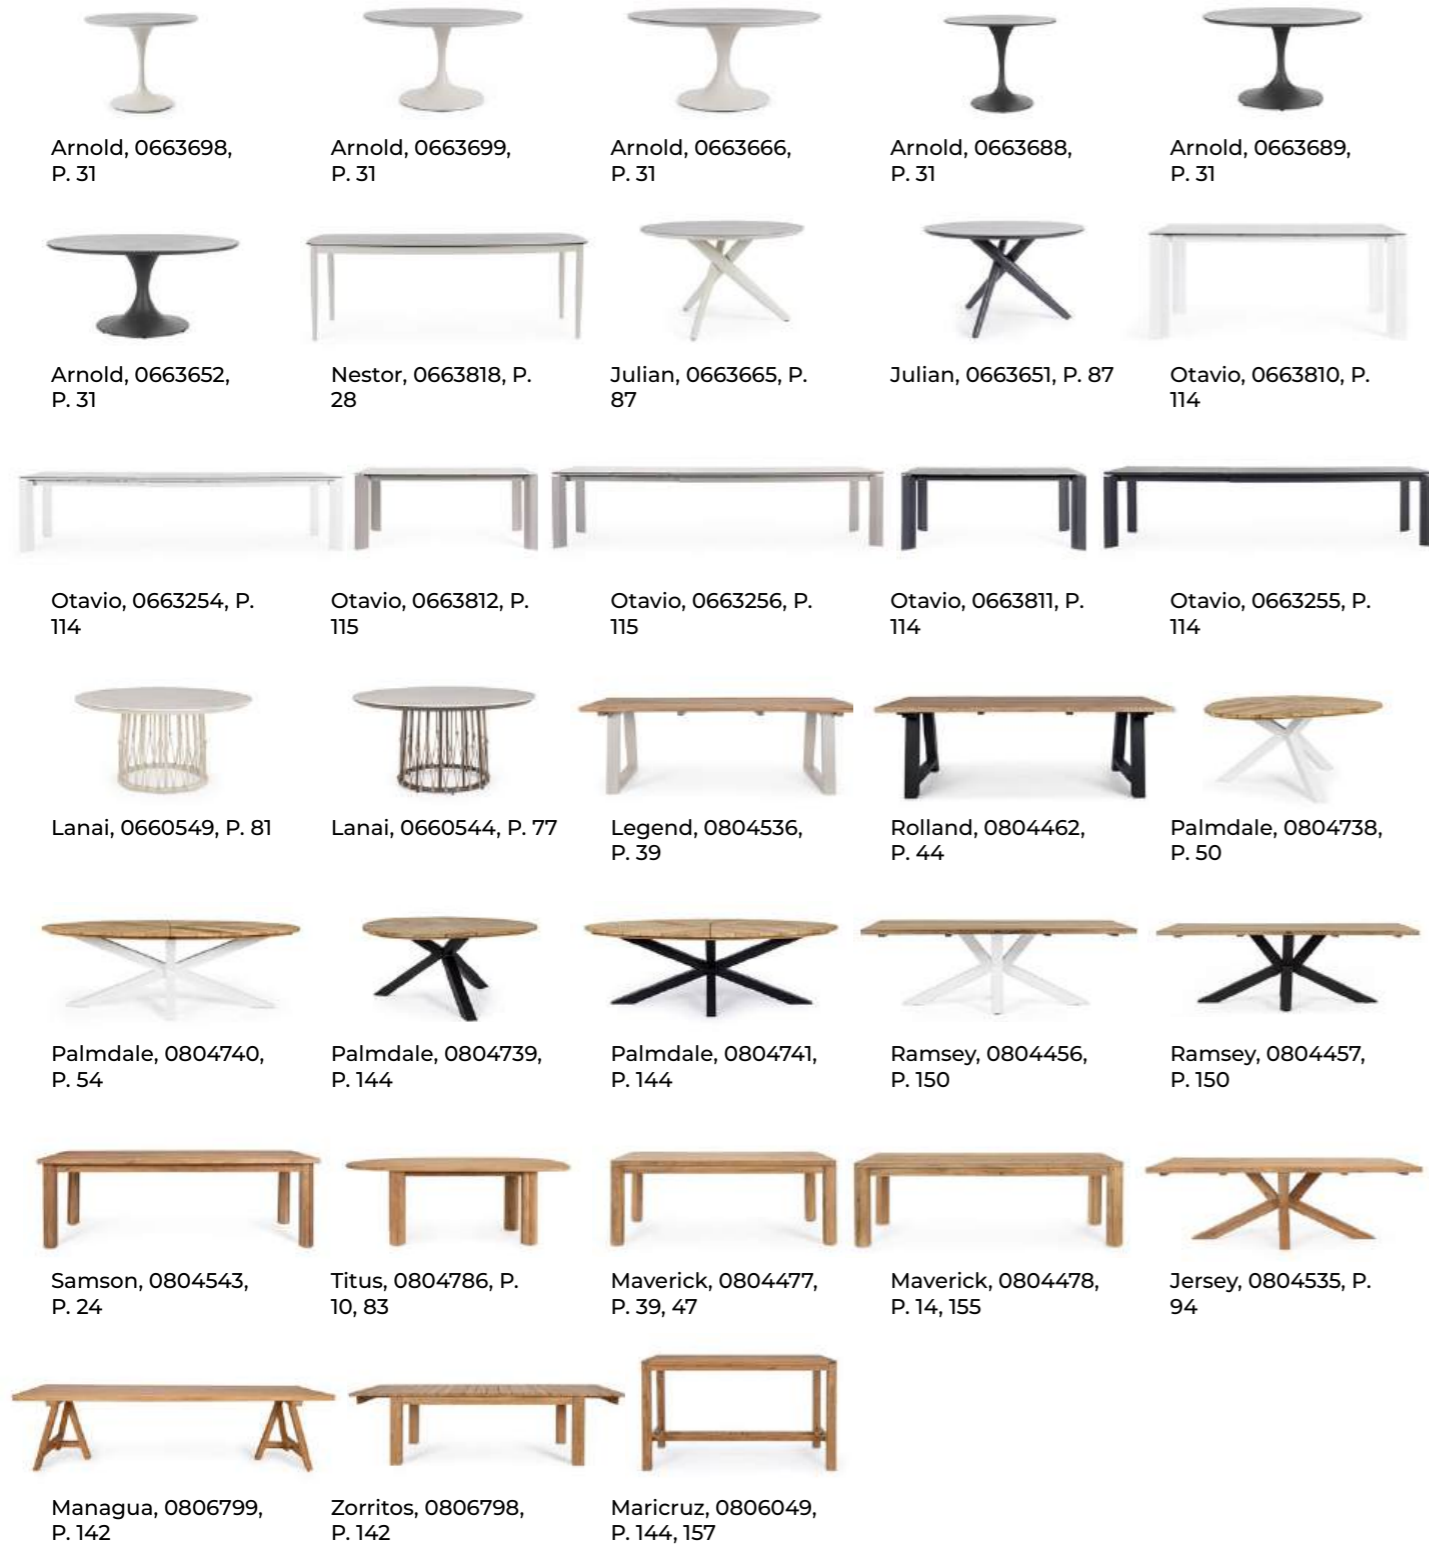 Arnold, 0663698,
P. 31
Arnold, 0663699,
P. 31
Arnold, 0663666,
P. 31
Arnold, 0663688,
P. 31
Arnold, 0663689,
P. 31
Arnold, 0663652,
P. 31
Nestor, 0663818, P.
28
Julian, 0663665, P.
87
Julian, 0663651, P. 87
Otavio, 0663810, P.
114
Otavio, 0663254, P.
114
Otavio, 0663812, P.
115
Otavio, 0663256, P.
115
Otavio, 0663811, P.
114
Otavio, 0663255, P.
114
Lanai, 0660549, P. 81
Lanai, 0660544, P. 77
Legend, 0804536,
P. 39
Rolland, 0804462,
P. 44
Palmdale, 0804738,
P. 50
Palmdale, 0804740,
P. 54
Palmdale, 0804739,
P. 144
Palmdale, 0804741,
P. 144
Ramsey, 0804456,
P. 150
Ramsey, 0804457,
P. 150
Samson, 0804543,
P. 24
Titus, 0804786, P.
10, 83
Maverick, 0804477,
P. 39, 47
Maverick, 0804478,
P. 14, 155
Jersey, 0804535, P.
94
Managua, 0806799,
P. 142
Zorritos, 0806798,
P. 142
Maricruz, 0806049,
P. 144, 157